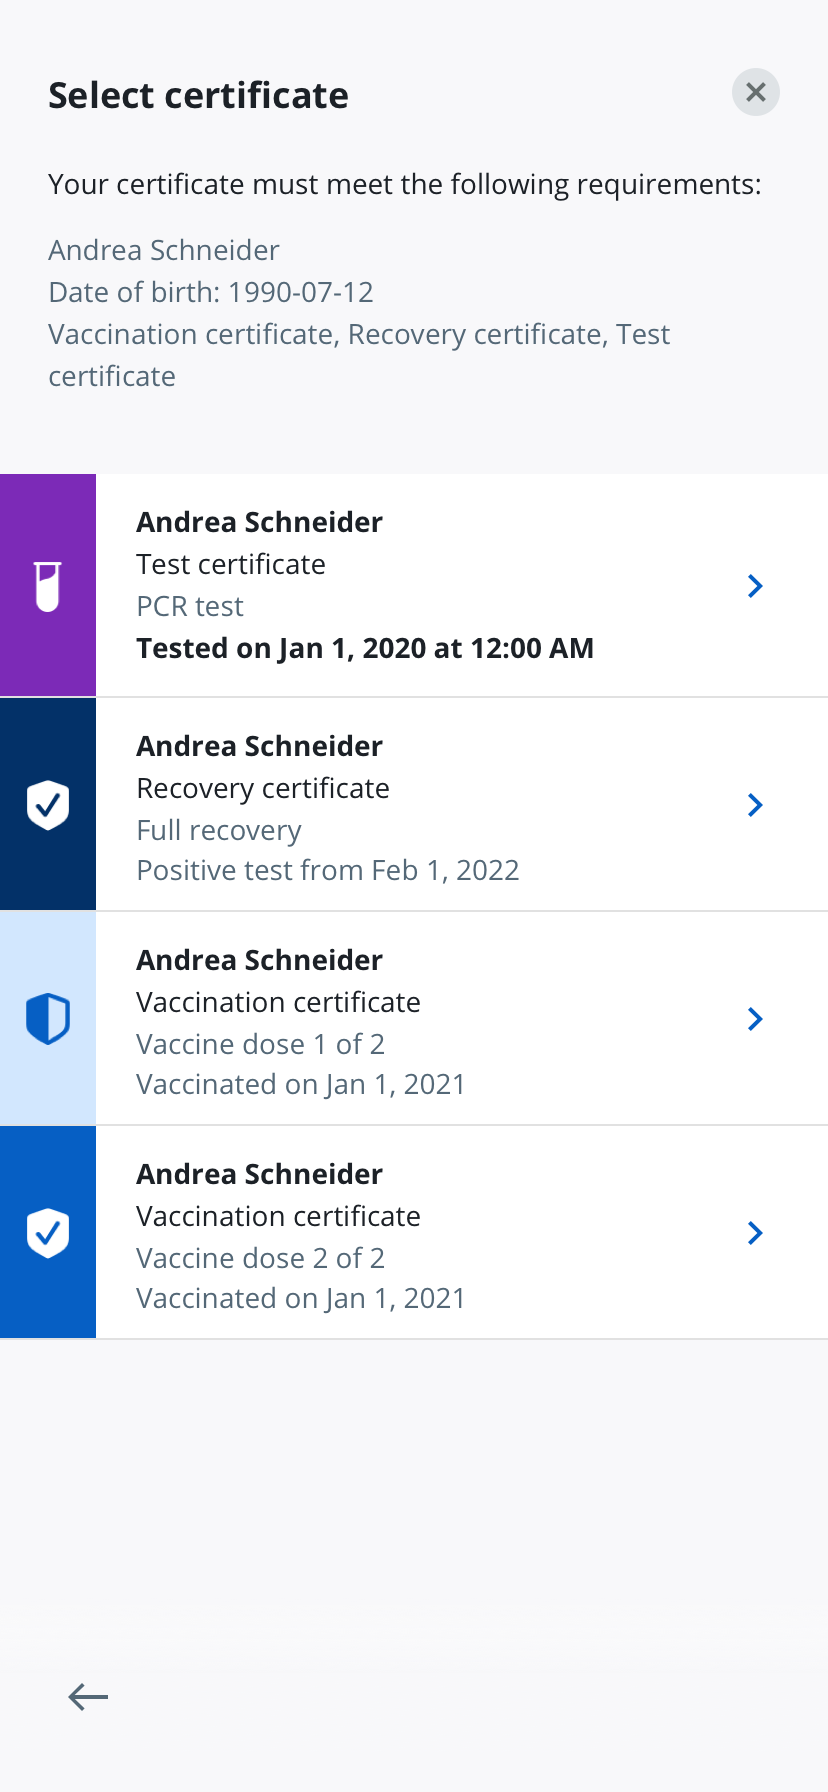 Select certificate
Your certificate must meet the following requirements:
Andrea Schneider
Date of birth: 1990-07-12
Vaccination certificate, Recovery certificate, Test
certificate
Andrea Schneider
Test certificate
PCR test
Tested on Jan 1, 2020 at 12:00 AM
Andrea Schneider
Recovery certificate
Full recovery
Positive test from Feb 1, 2022
Andrea Schneider
Vaccination certificate
Vaccine dose 1 of 2
Vaccinated on Jan 1, 2021
Andrea Schneider
Vaccination certificate
Vaccine dose 2 of 2
Vaccinated on Jan 1, 2021